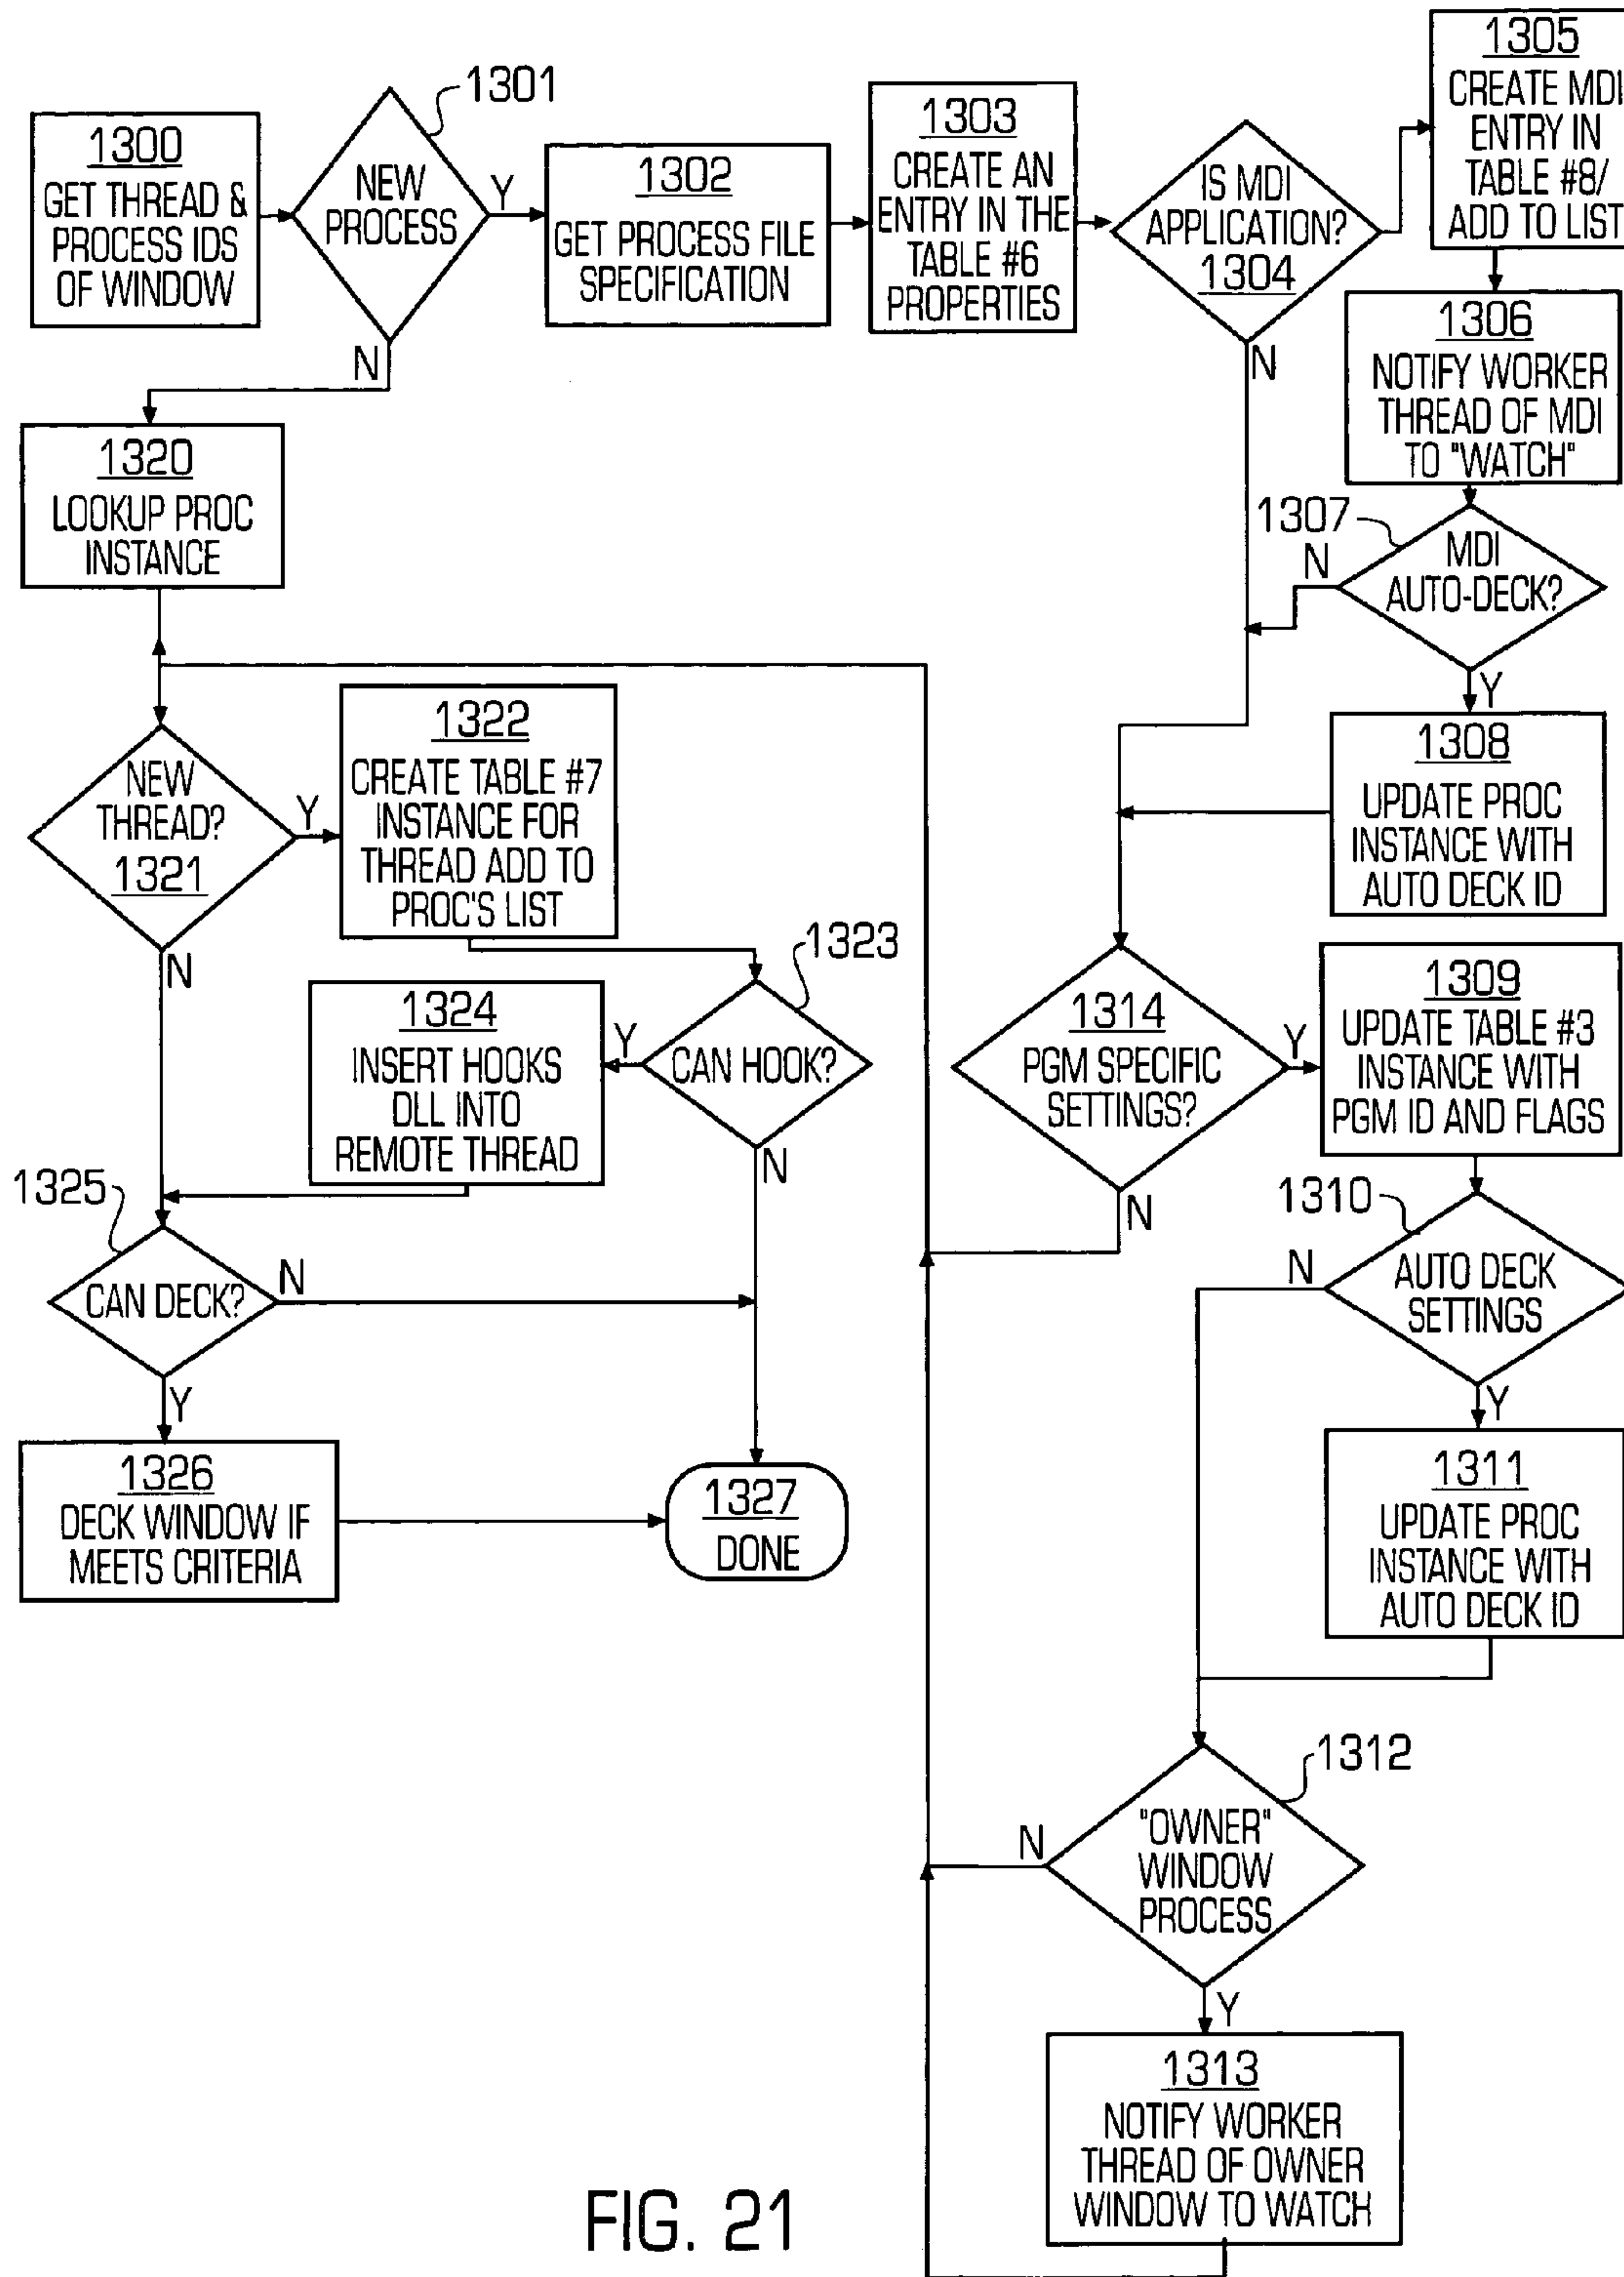 1300
GET THREAD &
PROCESS IDS
OF WINDOW
1301
NEW
PROCESS
Y
N
1302
GET PROCESS FILE
SPECIFICATION
1303
CREATE AN
ENTRY IN THE
TABLE #6
PROPERTIES
IS MDI
APPLICATION?
1304
N
1305
CREATE MDI
ENTRY IN
TABLE #8/
ADD TO LIST
1306
NOTIFY WORKER
THREAD OF MDI
TO "WATCH"
1307
N
MDI
AUTO-DECK?
Y
1308
UPDATE PROC
INSTANCE WITH
AUTO DECK ID
1320
LOOKUP PROC
INSTANCE
NEW
THREAD?
1321
Y
N
1322
CREATE TABLE #7
INSTANCE FOR
THREAD ADD TO
PROC'S LIST
1323
CAN HOOK?
Y
N
1324
INSERT HOOKS
DLL INTO
REMOTE THREAD
1325
CAN DECK?
N
Y
1326
DECK WINDOW IF
MEETS CRITERIA
1327
DONE
1314
PGM SPECIFIC
SETTINGS?
Y
N
1309
UPDATE TABLE #3
INSTANCE WITH
PGM ID AND FLAGS
1310
N
AUTO DECK
SETTINGS
Y
1311
UPDATE PROC
INSTANCE WITH
AUTO DECK ID
1312
N
"OWNER"
WINDOW
PROCESS
Y
1313
NOTIFY WORKER
THREAD OF OWNER
WINDOW TO WATCH
FIG. 21